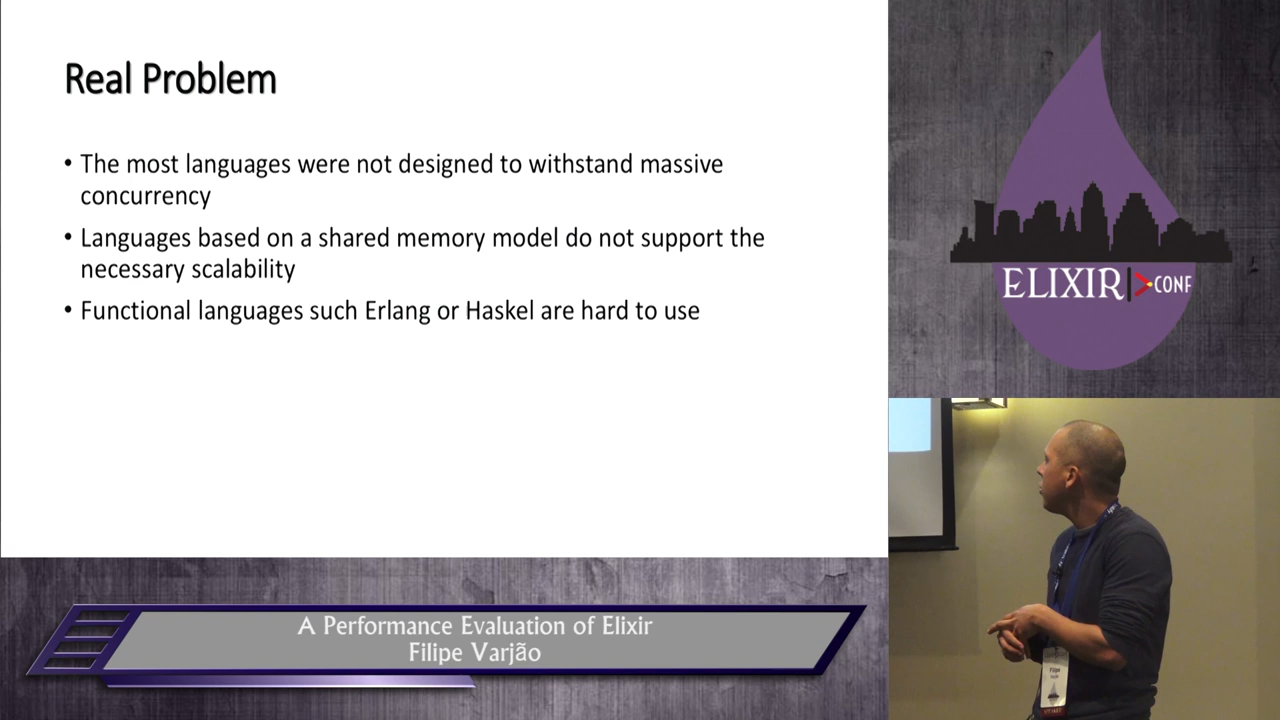 Real Problem
• The most languages were not designed to withstand massive
concurrency
• Languages based on a shared memory model do not support the
necessary scalability
• Functional languages such Erlang or Haskel are hard to use
ELIXIR
CONF
A Performance Evaluation of Elixir
Filipe Varjão
Filipe